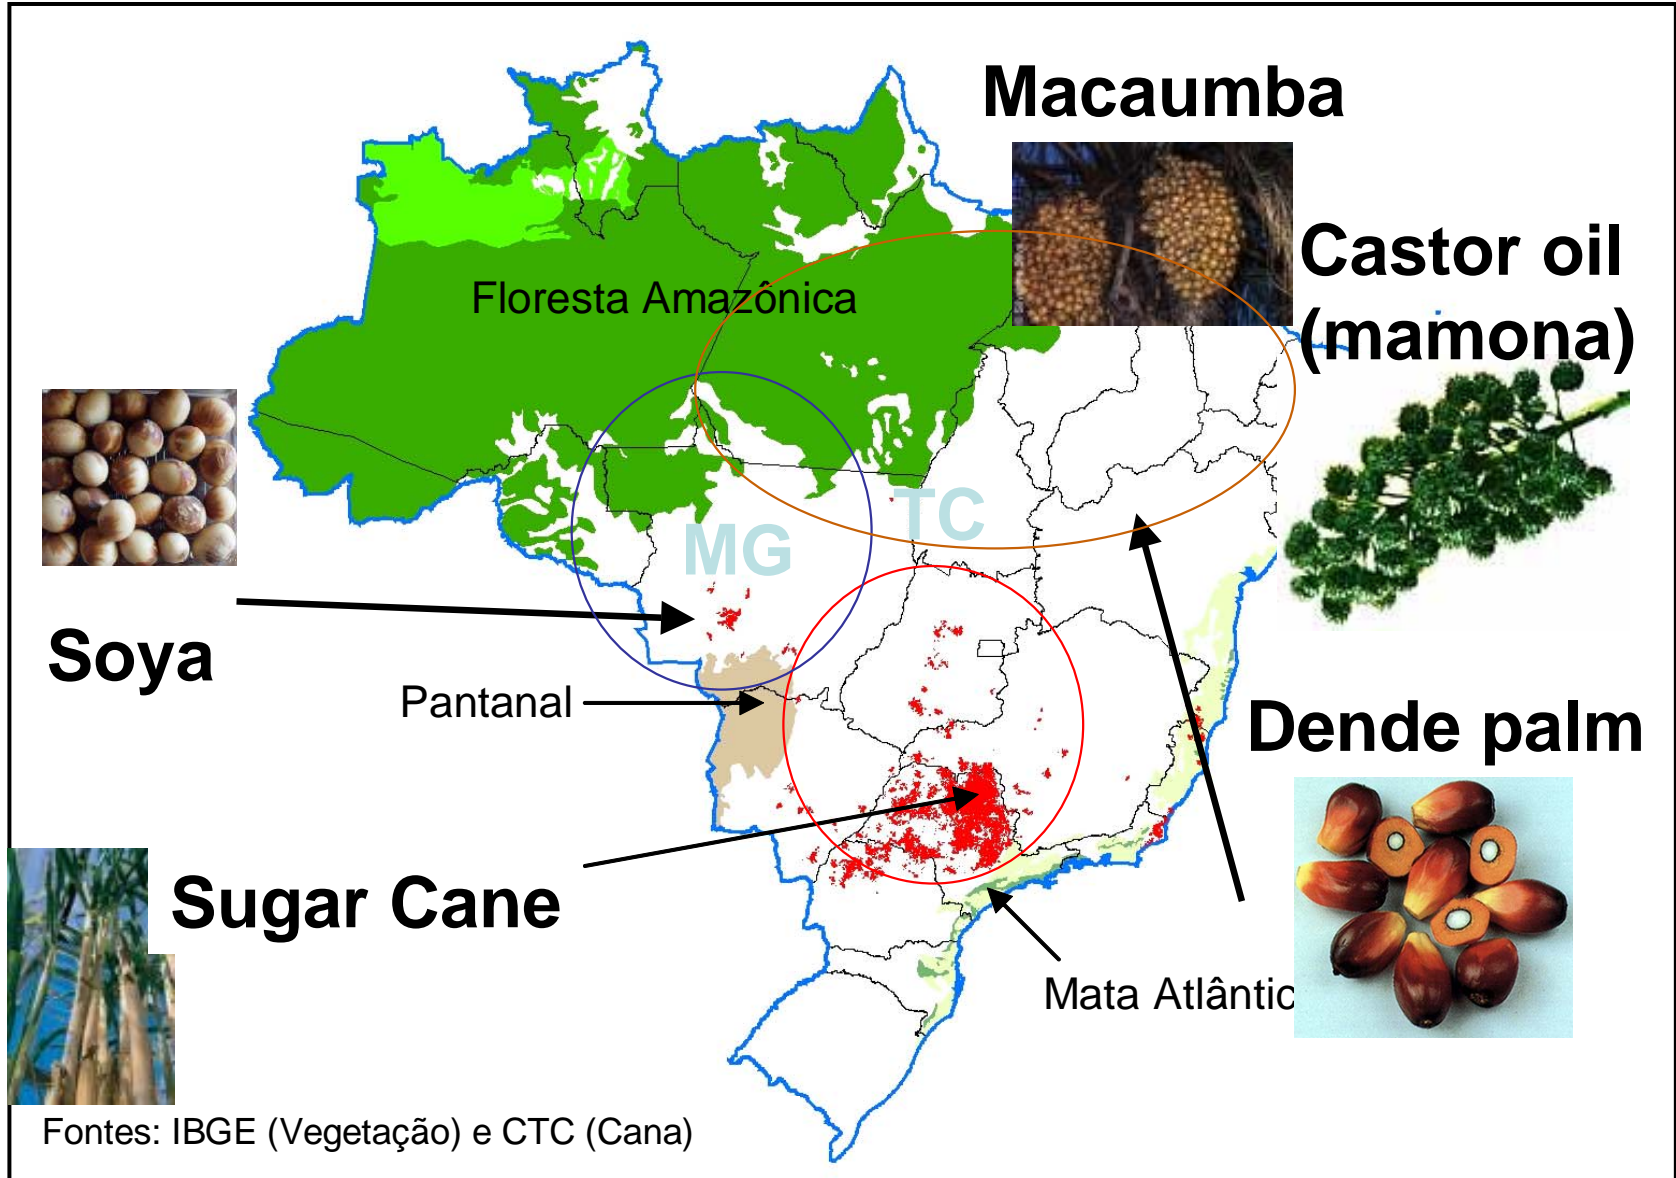 Macaumba
Castor oil
(mamona)
Floresta Amazônica
TC
MG
Soya
Pantanal
Dende palm
Sugar Cane
Mata Atlântic
Fontes: IBGE (Vegetação) e CTC (Cana)